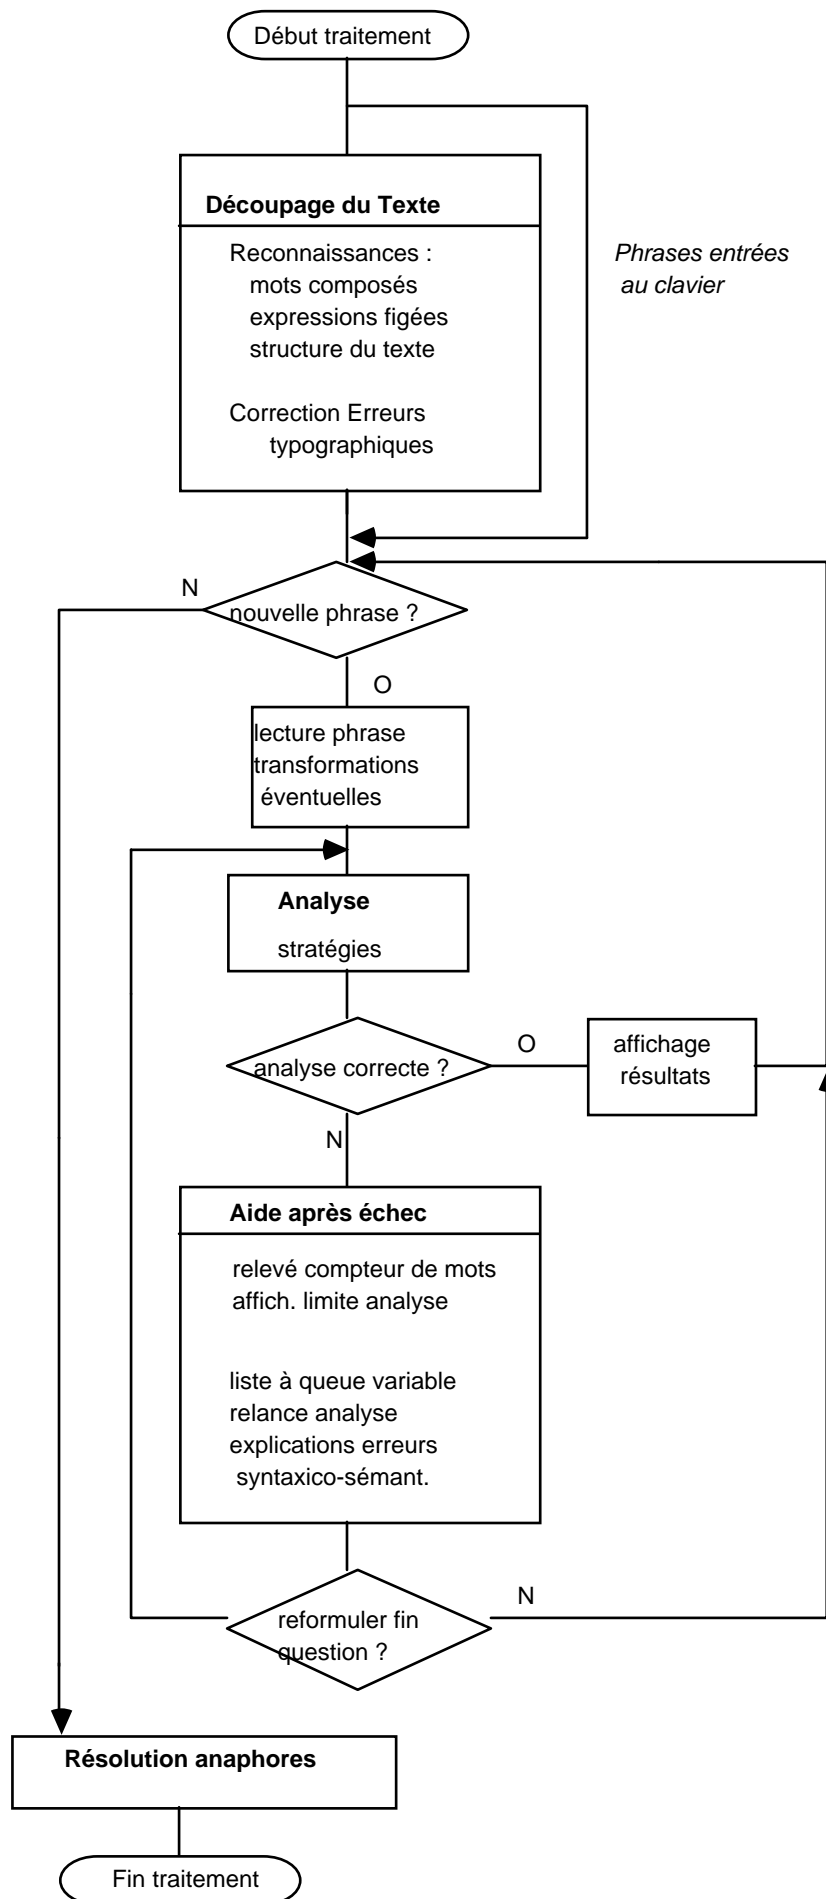 Début traitement
Découpage du Texte
Reconnaissances :
mots composés
expressions figées
structure du texte
Correction Erreurs
typographiques
Phrases entrées
au clavier
N
nouvelle phrase ?
O
lecture phrase
transformations
éventuelles
Analyse
stratégies
analyse correcte ?
O
affichage
résultats
N
Aide après échec
relevé compteur de mots
affich. limite analyse
liste à queue variable
relance analyse
explications erreurs
syntaxico-sémant.
reformuler fin
question ?
N
Résolution anaphores
Fin traitement